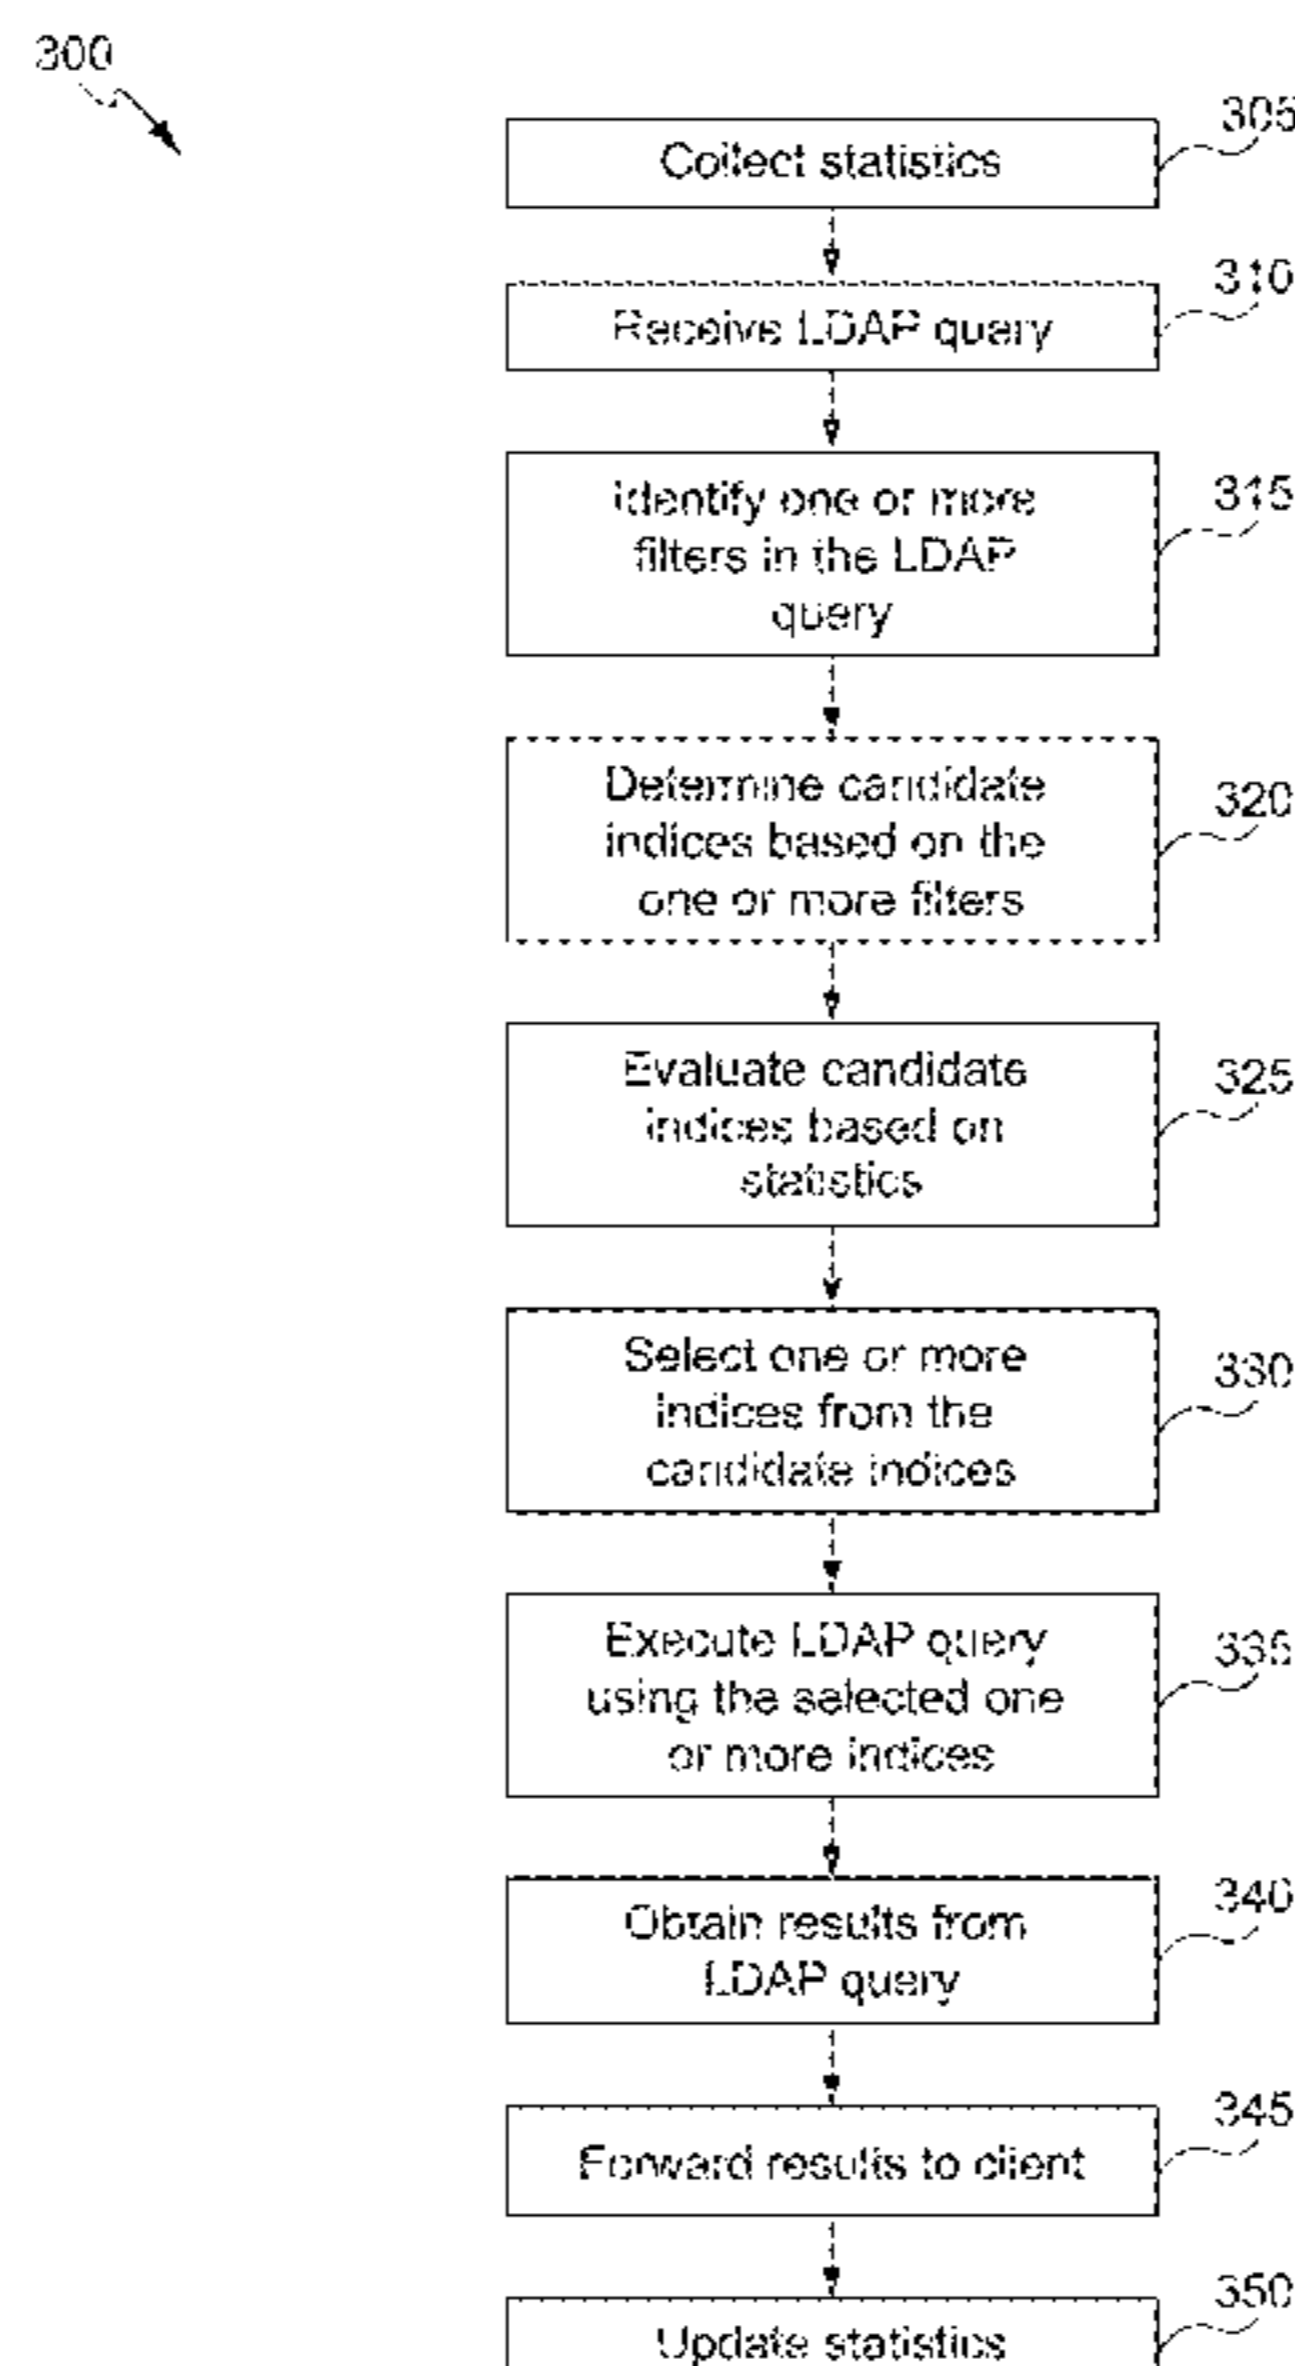 300
305
Collect statistics
310
Receive LDAP query
315
Identify one or more
filters in the LDAP
query
320
Determine candidate
indices based on the
one or more filters
325
Evaluate candidate
indices based on
statistics
330
Select one or more
indices from the
candidate indices
335
Execute LDAP query
using the selected one
or more indices
340
Obtain results from
LDAP query
345
Forward results to client
350
Update statistics